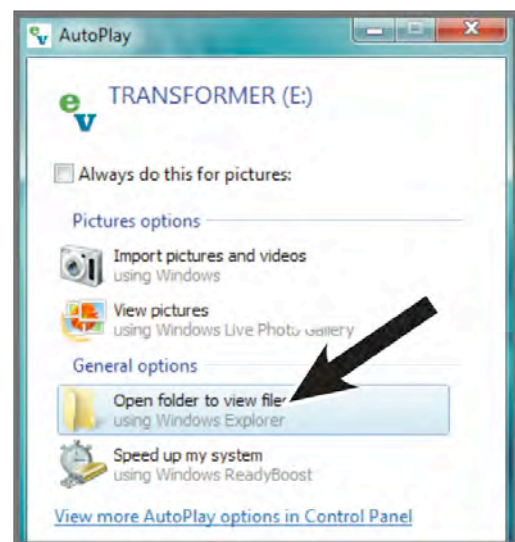 ev AutoPlay
ev TRANSFORMER (E:)
Always do this for pictures:
Pictures options
Import pictures and videos
using Windows
View pictures
using Windows Live Photo Gallery
General options
Open folder to view files
using Windows Explorer
Speed up my system
using Windows ReadyBoost
View more AutoPlay options in Control Panel